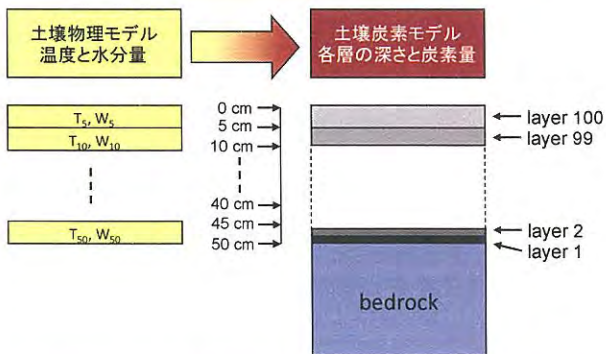 土壌物理モデル
温度と水分量
土壌炭素モデル
各層の深さと炭素量
T5, W5
T10, W10
T50, W50
0 cm
5 cm
10 cm
40 cm
45 cm
50 cm
layer 100
layer 99
layer 2
layer 1
bedrock